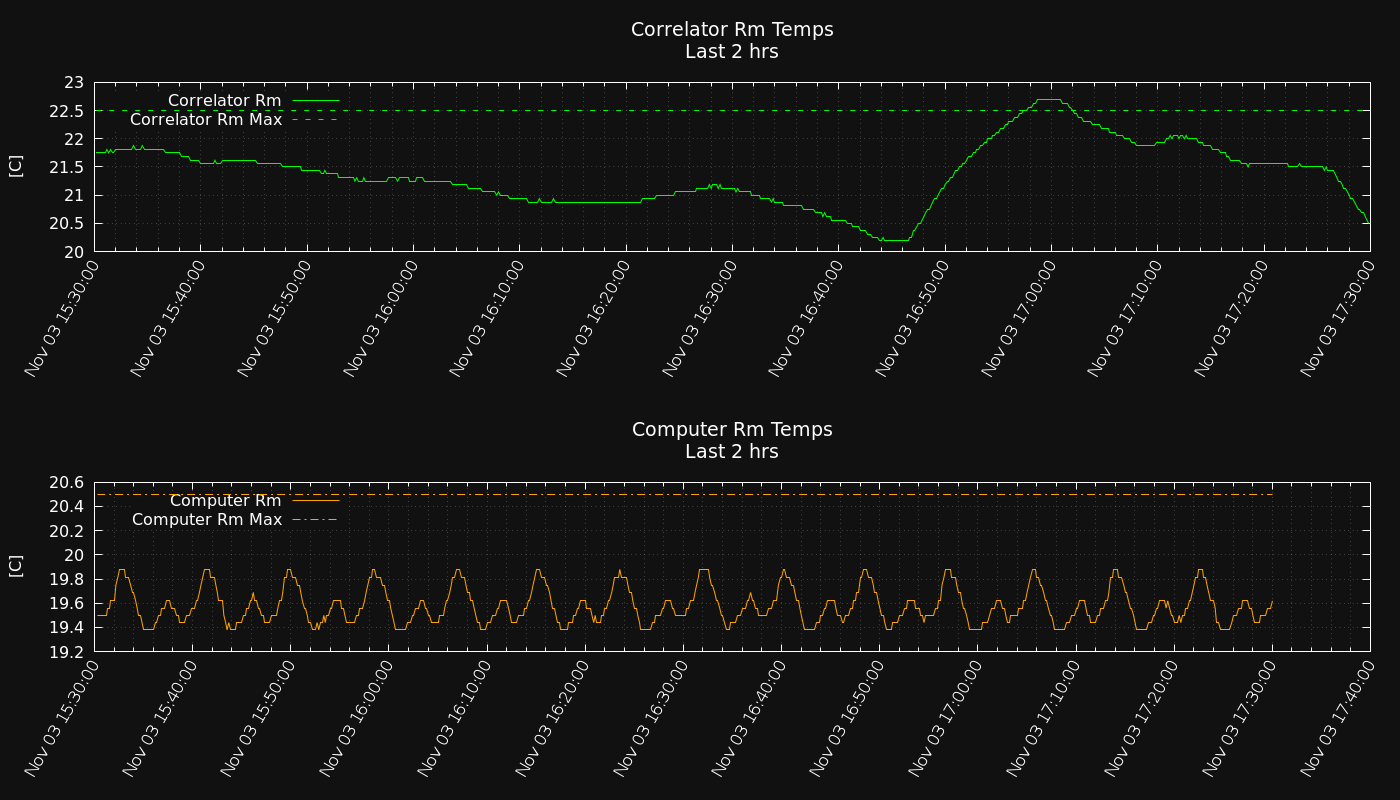 Correlator Rm Temps
Last 2 hrs
23
22.5
22
21.5
21
20.5
20
[C]
Correlator Rm
Correlator Rm Max
Nov 03 15:30:00
Nov 03 15:40:00
Nov 03 15:50:00
Nov 03 16:00:00
Nov 03 16:10:00
Nov 03 16:20:00
Nov 03 16:30:00
Nov 03 16:40:00
Nov 03 16:50:00
Nov 03 17:00:00
Nov 03 17:10:00
Nov 03 17:20:00
Nov 03 17:30:00
Computer Rm Temps
Last 2 hrs
20.6
20.4
20.2
20
19.8
19.6
19.4
19.2
[C]
Computer Rm
Computer Rm Max
Nov 03 15:30:00
Nov 03 15:40:00
Nov 03 15:50:00
Nov 03 16:00:00
Nov 03 16:10:00
Nov 03 16:20:00
Nov 03 16:30:00
Nov 03 16:40:00
Nov 03 16:50:00
Nov 03 17:00:00
Nov 03 17:10:00
Nov 03 17:20:00
Nov 03 17:30:00
Nov 03 17:40:00